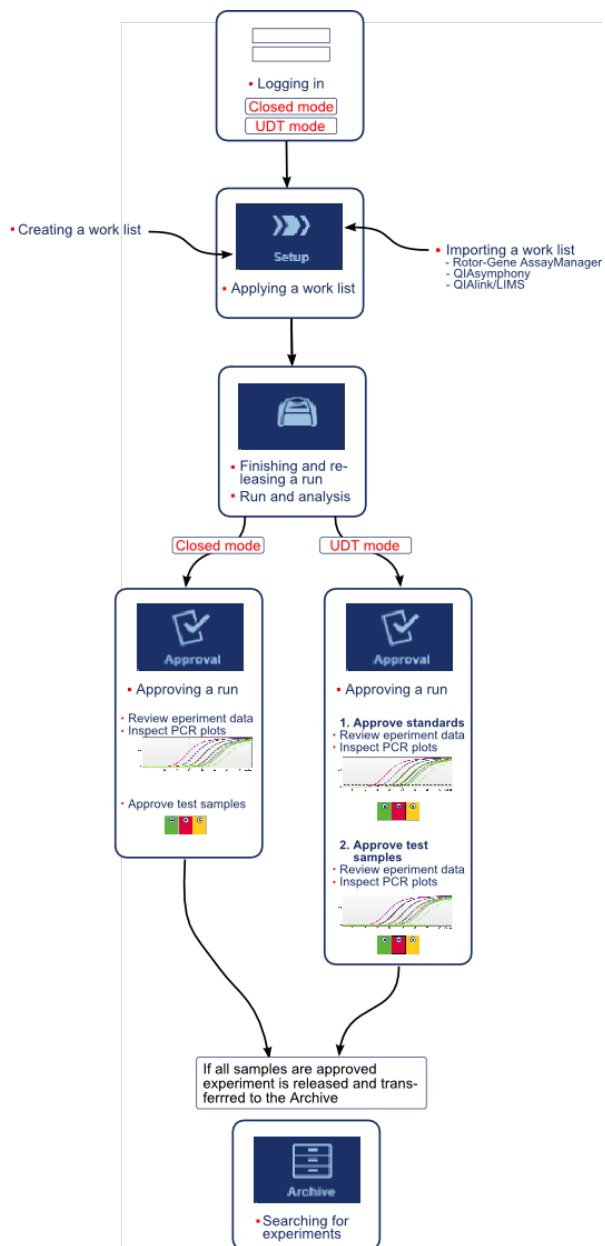 Logging in
Closed mode
UDT mode
Creating a work list
Setup
Applying a work list
Importing a work list
- Rotor-Gene AssayManager
- QIAsymphony
- QIAlink/LIMS
Finishing and re-
leasing a run
Run and analysis
Closed mode
UDT mode
Approval
Approving a run
Review eperiment data
Inspect PCR plots
Approve test samples
Approval
Approving a run
1. Approve standards
Review eperiment data
Inspect PCR plots
2. Approve test
samples
Review eperiment data
Inspect PCR plots
If all samples are approved
experiment is released and trans-
ferrred to the Archive
Archive
Searching for
experiments